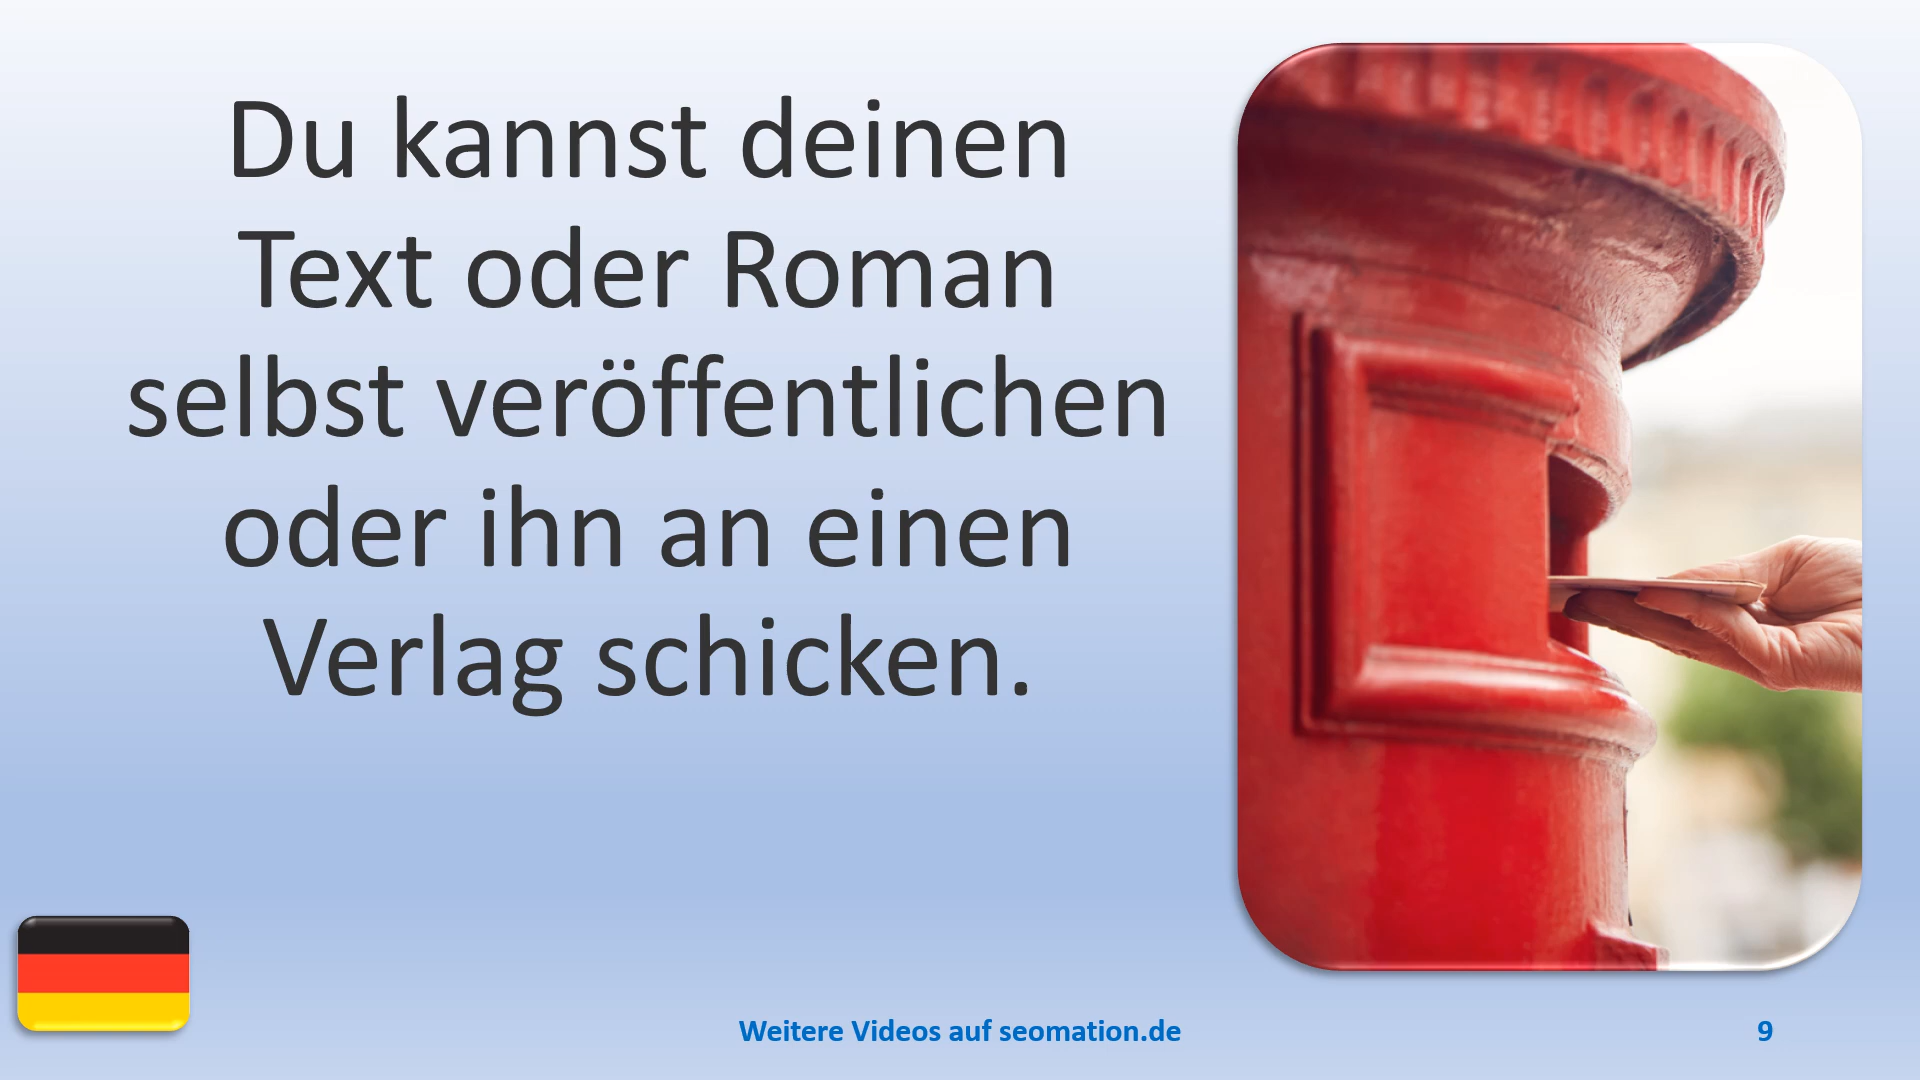 Du kannst deinen
Text oder Roman
selbst veröffentlichen
oder ihn an einen
Verlag schicken.
Weitere Videos auf seomation.de
9